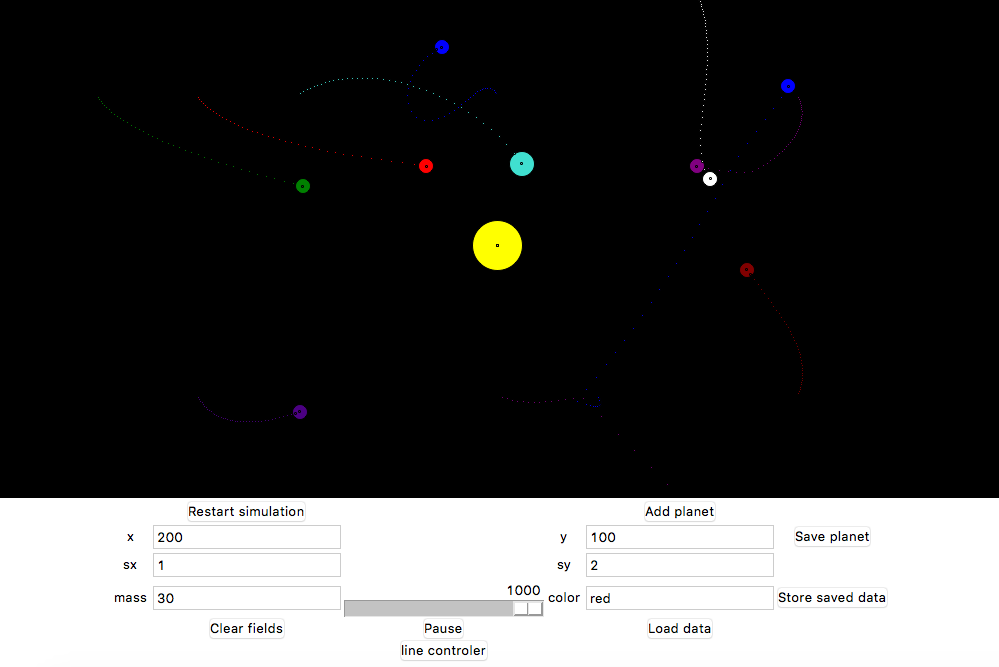 Restart simulation Add planet
x 200 y 100 Save planet
sx 1 sy 2
1000
mass 30 color red Store saved data
Clear fields Pause Load data
line controler